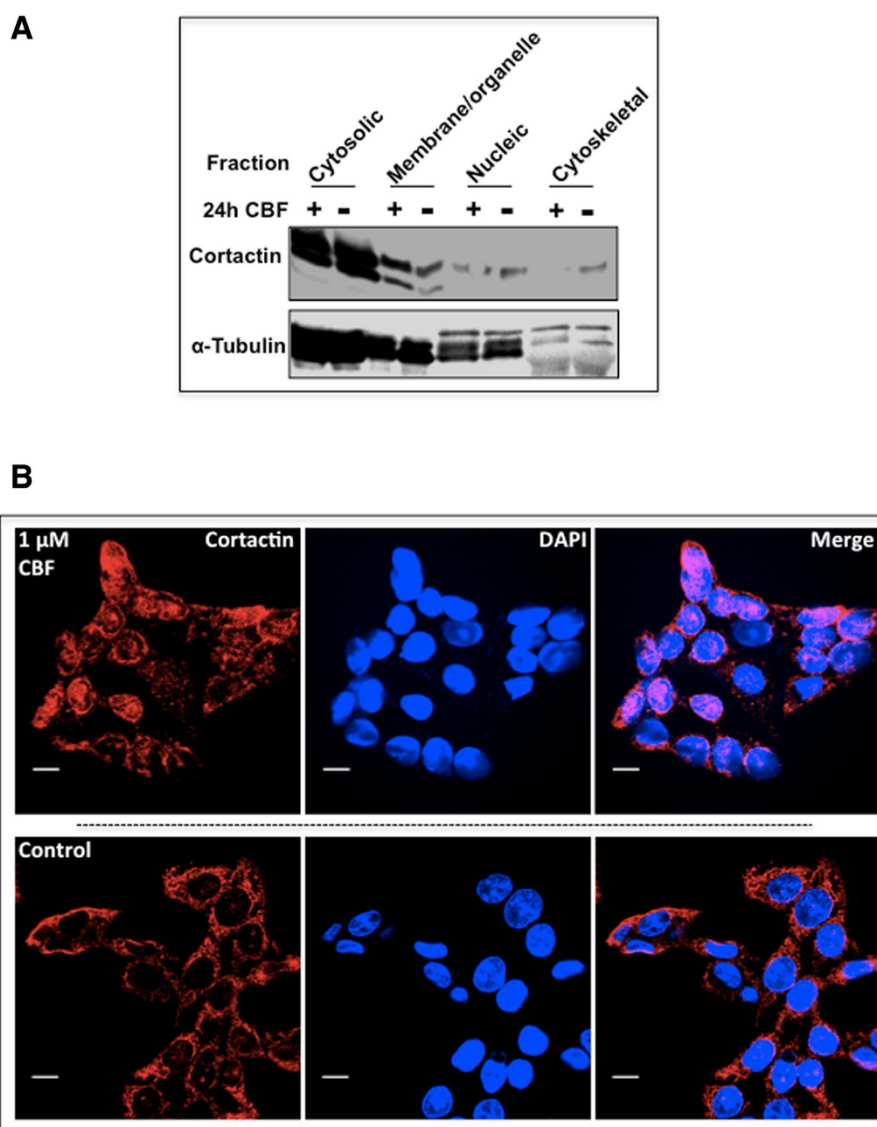 A
Fraction Cytosolic Membrane/organelle Nucleic Cytoskeletal
24h CBF + - + - + - + -
Cortactin
α-Tubulin
B
1 μM Cortactin DAPI Merge
CBF
Control